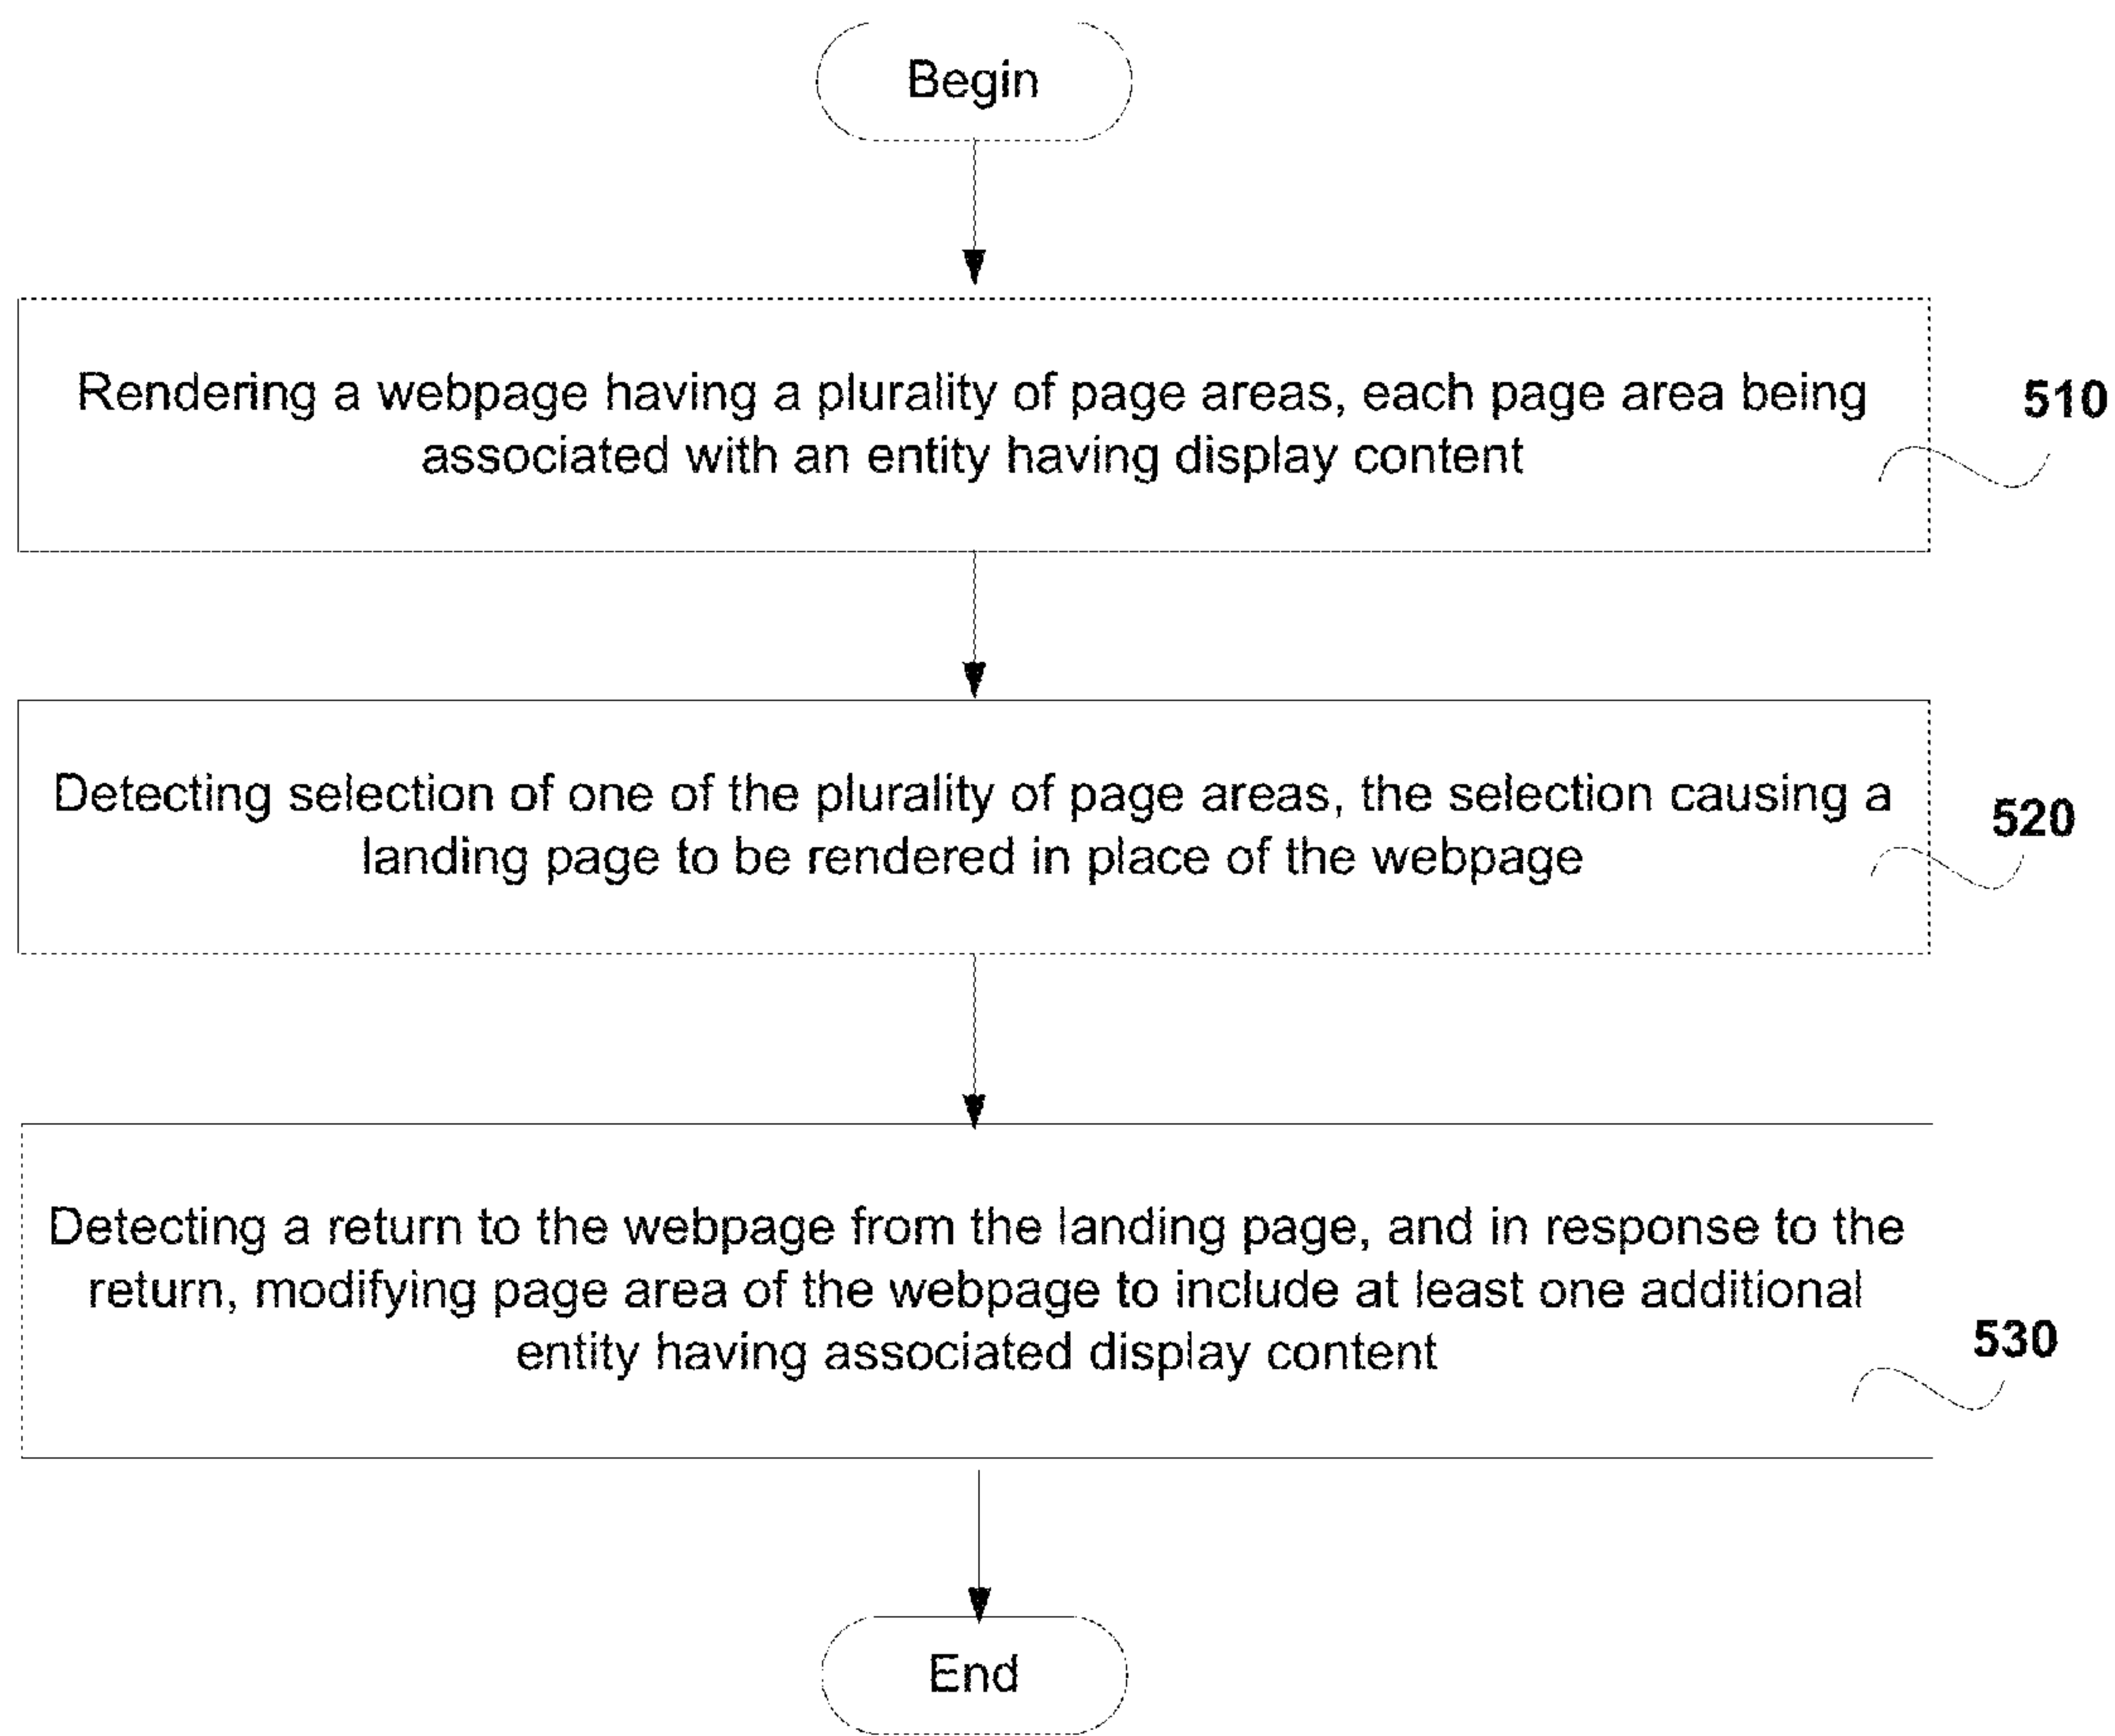 Begin
Rendering a webpage having a plurality of page areas, each page area being
associated with an entity having display content
510
Detecting selection of one of the plurality of page areas, the selection causing a
landing page to be rendered in place of the webpage
520
Detecting a return to the webpage from the landing page, and in response to the
return, modifying page area of the webpage to include at least one additional
entity having associated display content
530
End